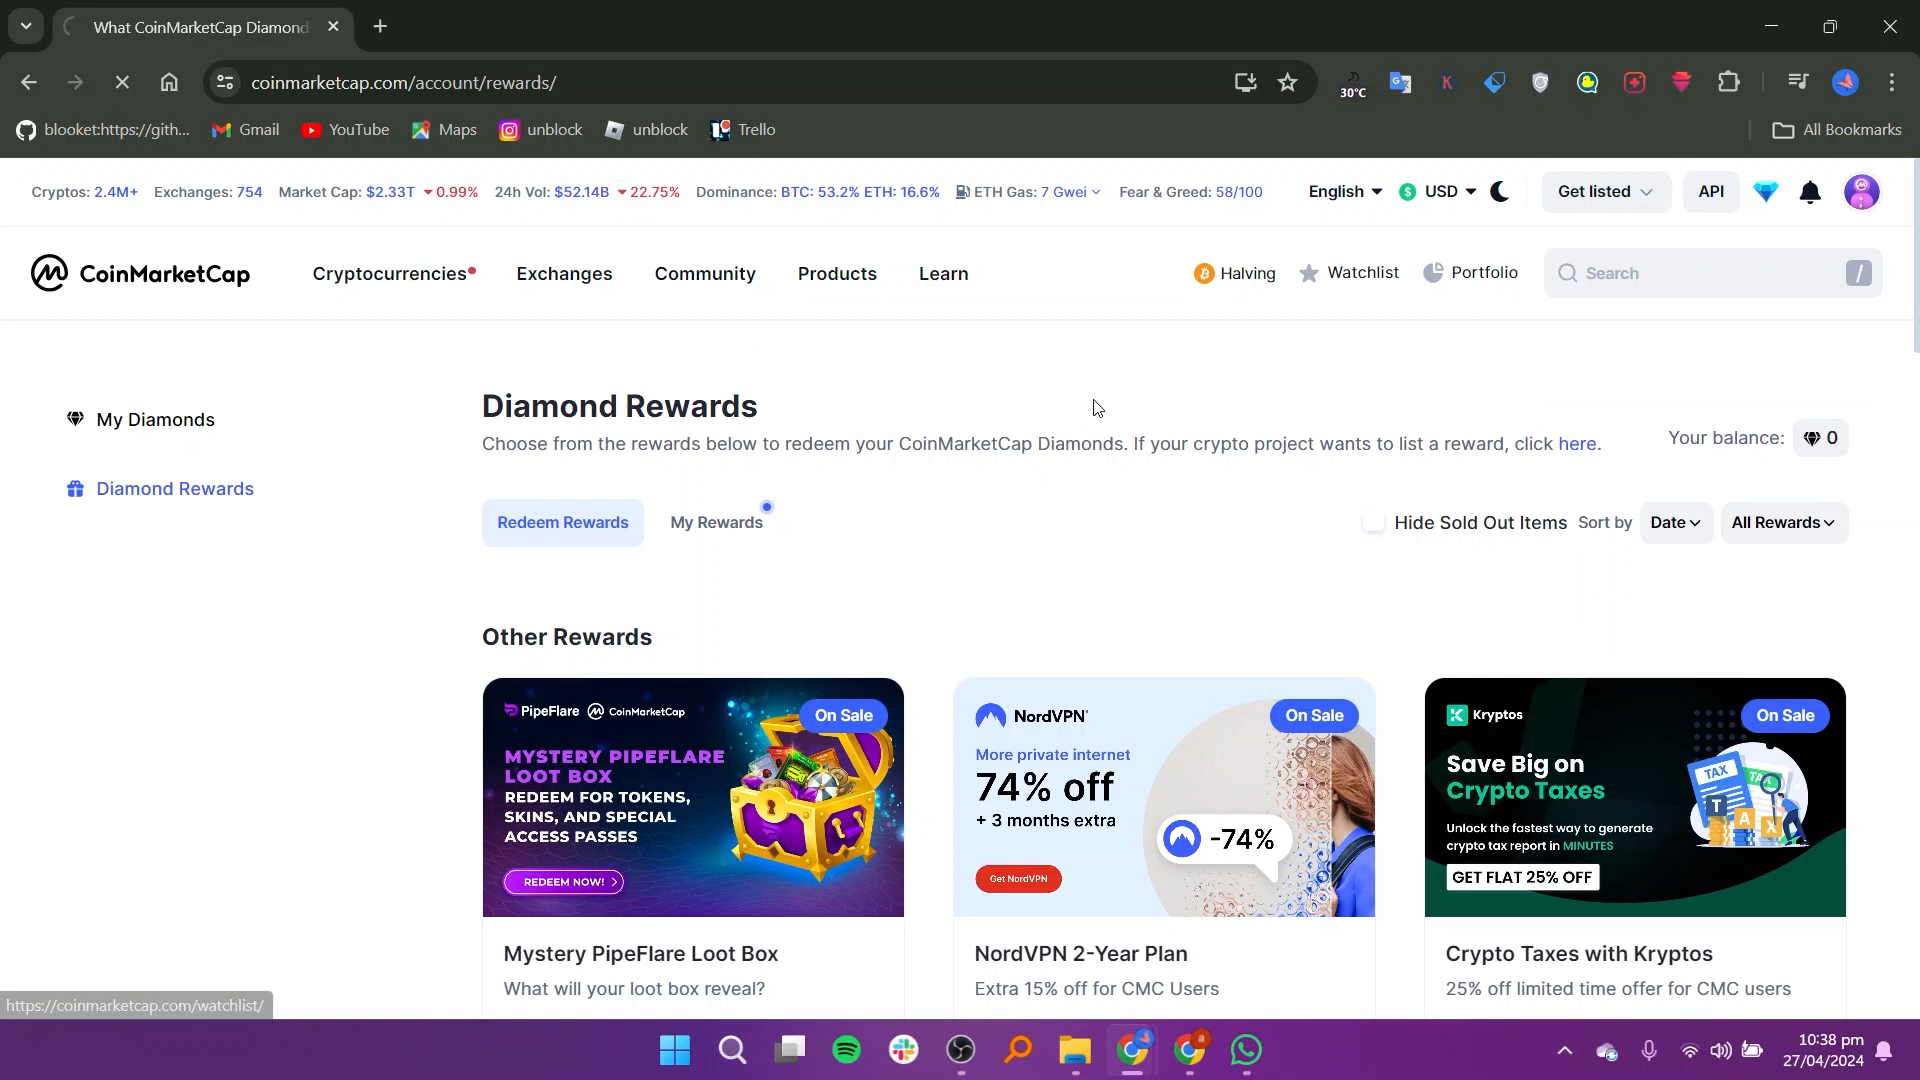 What CoinMarketCap Diamond
coinmarketcap.com/account/rewards/
30°C
blooket:https://gith...
Gmail
YouTube
Maps
unblock
unblock
Trello
All Bookmarks
Cryptos: 2.4M+ Exchanges: 754 Market Cap: $2.33T 0.99% 24h Vol: $52.14B 22.75% Dominance: BTC: 53.2% ETH: 16.6% ETH Gas: 7 Gwei Fear & Greed: 58/100
English
USD
Get listed
API
CoinMarketCap
Cryptocurrencies
Exchanges
Community
Products
Learn
Halving
Watchlist
Portfolio
Search
/
My Diamonds
Diamond Rewards
Diamond Rewards
Choose from the rewards below to redeem your CoinMarketCap Diamonds. If your crypto project wants to list a reward, click here.
Your balance: 0
Redeem Rewards
My Rewards
Hide Sold Out Items
Sort by
Date
All Rewards
Other Rewards
PipeFlare CoinMarketCap
On Sale
MYSTERY PIPEFLARE
LOOT BOX
REDEEM FOR TOKENS,
SKINS, AND SPECIAL
ACCESS PASSES
REDEEM NOW!
Mystery PipeFlare Loot Box
What will your loot box reveal?
NordVPN®
On Sale
More private internet
74% off
+ 3 months extra
-74%
Get NordVPN
NordVPN 2-Year Plan
Extra 15% off for CMC Users
Kryptos
On Sale
Save Big on
Crypto Taxes
Unlock the fastest way to generate
crypto tax report in MINUTES
GET FLAT 25% OFF
TAX
TAX
T
A
X
Crypto Taxes with Kryptos
25% off limited time offer for CMC users
https://coinmarketcap.com/watchlist/
10:38 pm
27/04/2024